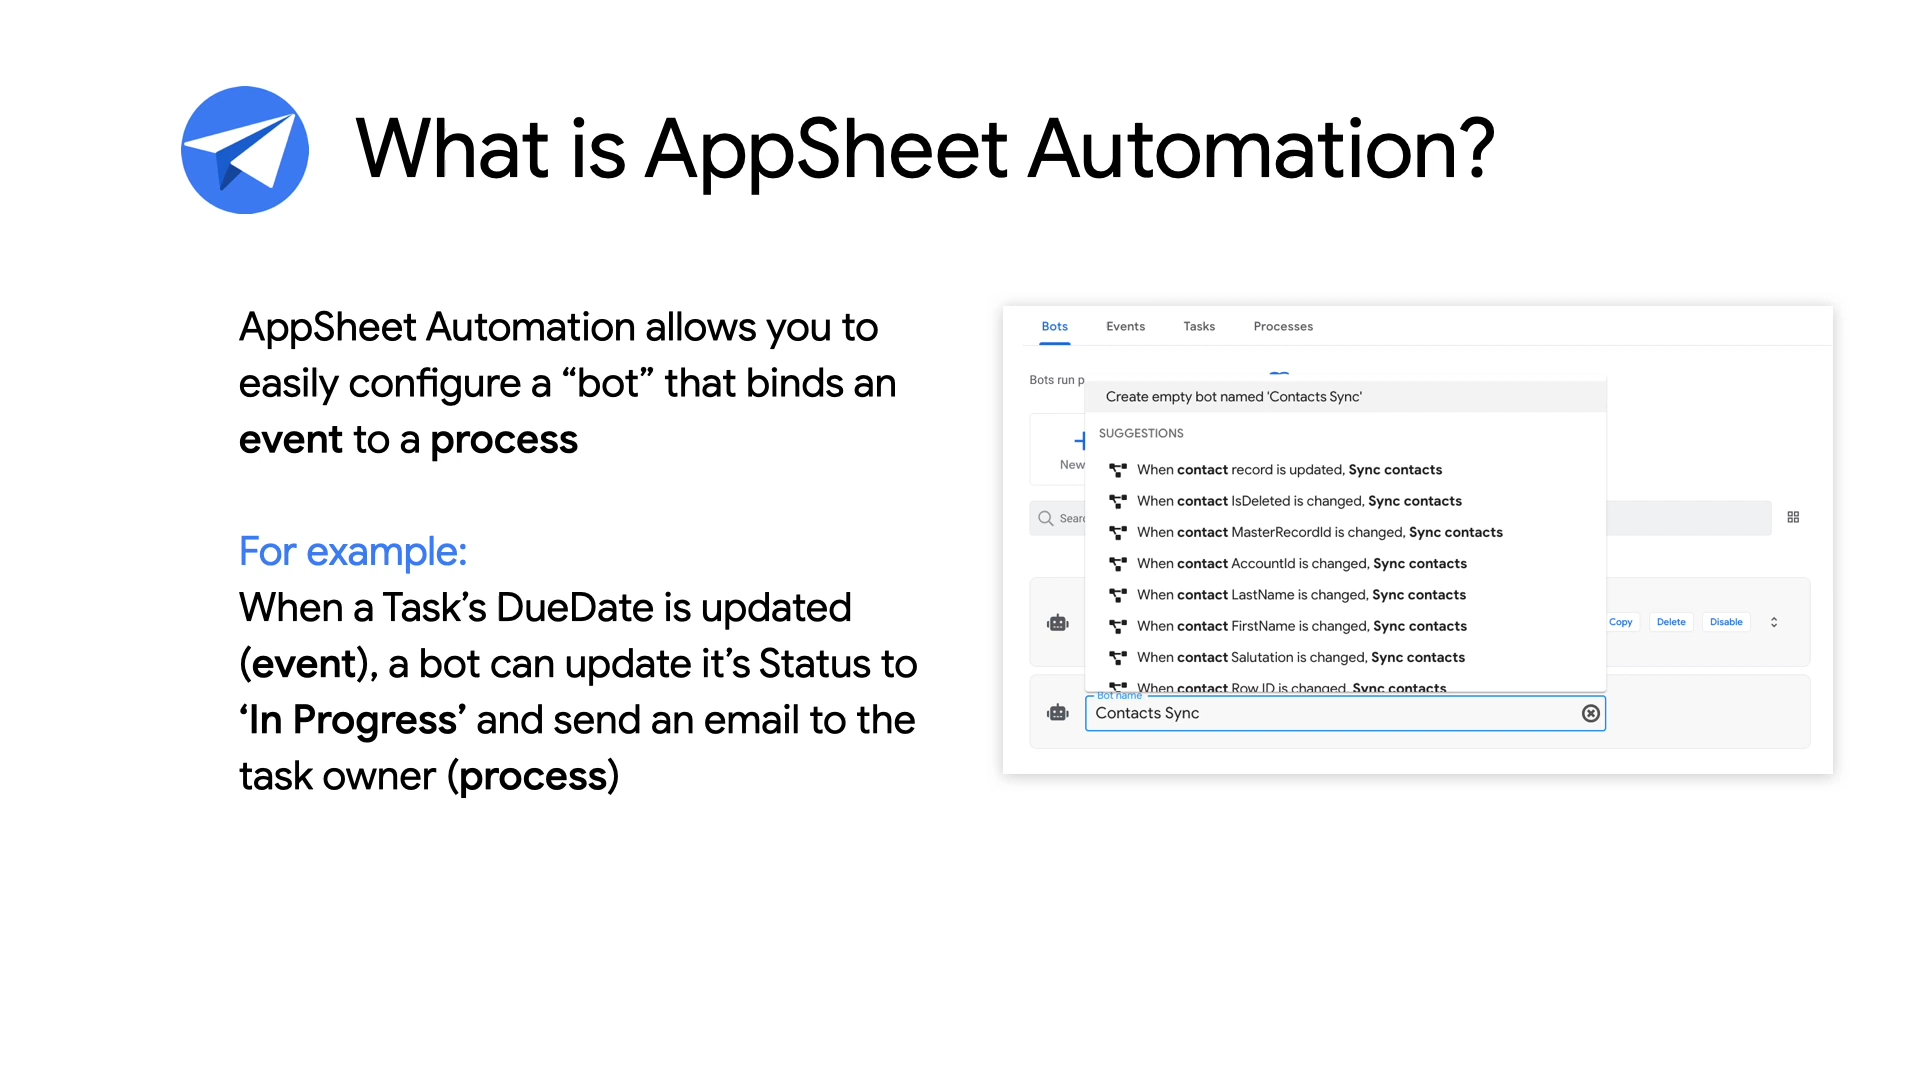 What is AppSheet Automation?
AppSheet Automation allows you to
easily configure a “bot” that binds an
event to a process
For example:
When a Task’s DueDate is updated
(event), a bot can update it’s Status to
‘In Progress’ and send an email to the
task owner (process)
Bots Events Tasks Processes
Bots run p
Create empty bot named 'Contacts Sync'
SUGGESTIONS
New
When contact record is updated, Sync contacts
When contact IsDeleted is changed, Sync contacts
Sear
When contact MasterRecordId is changed, Sync contacts
When contact AccountId is changed, Sync contacts
When contact LastName is changed, Sync contacts
When contact FirstName is changed, Sync contacts
Copy Delete Disable
When contact Salutation is changed, Sync contacts
When contact Row ID is changed, Sync contacts
Bot name
Contacts Sync